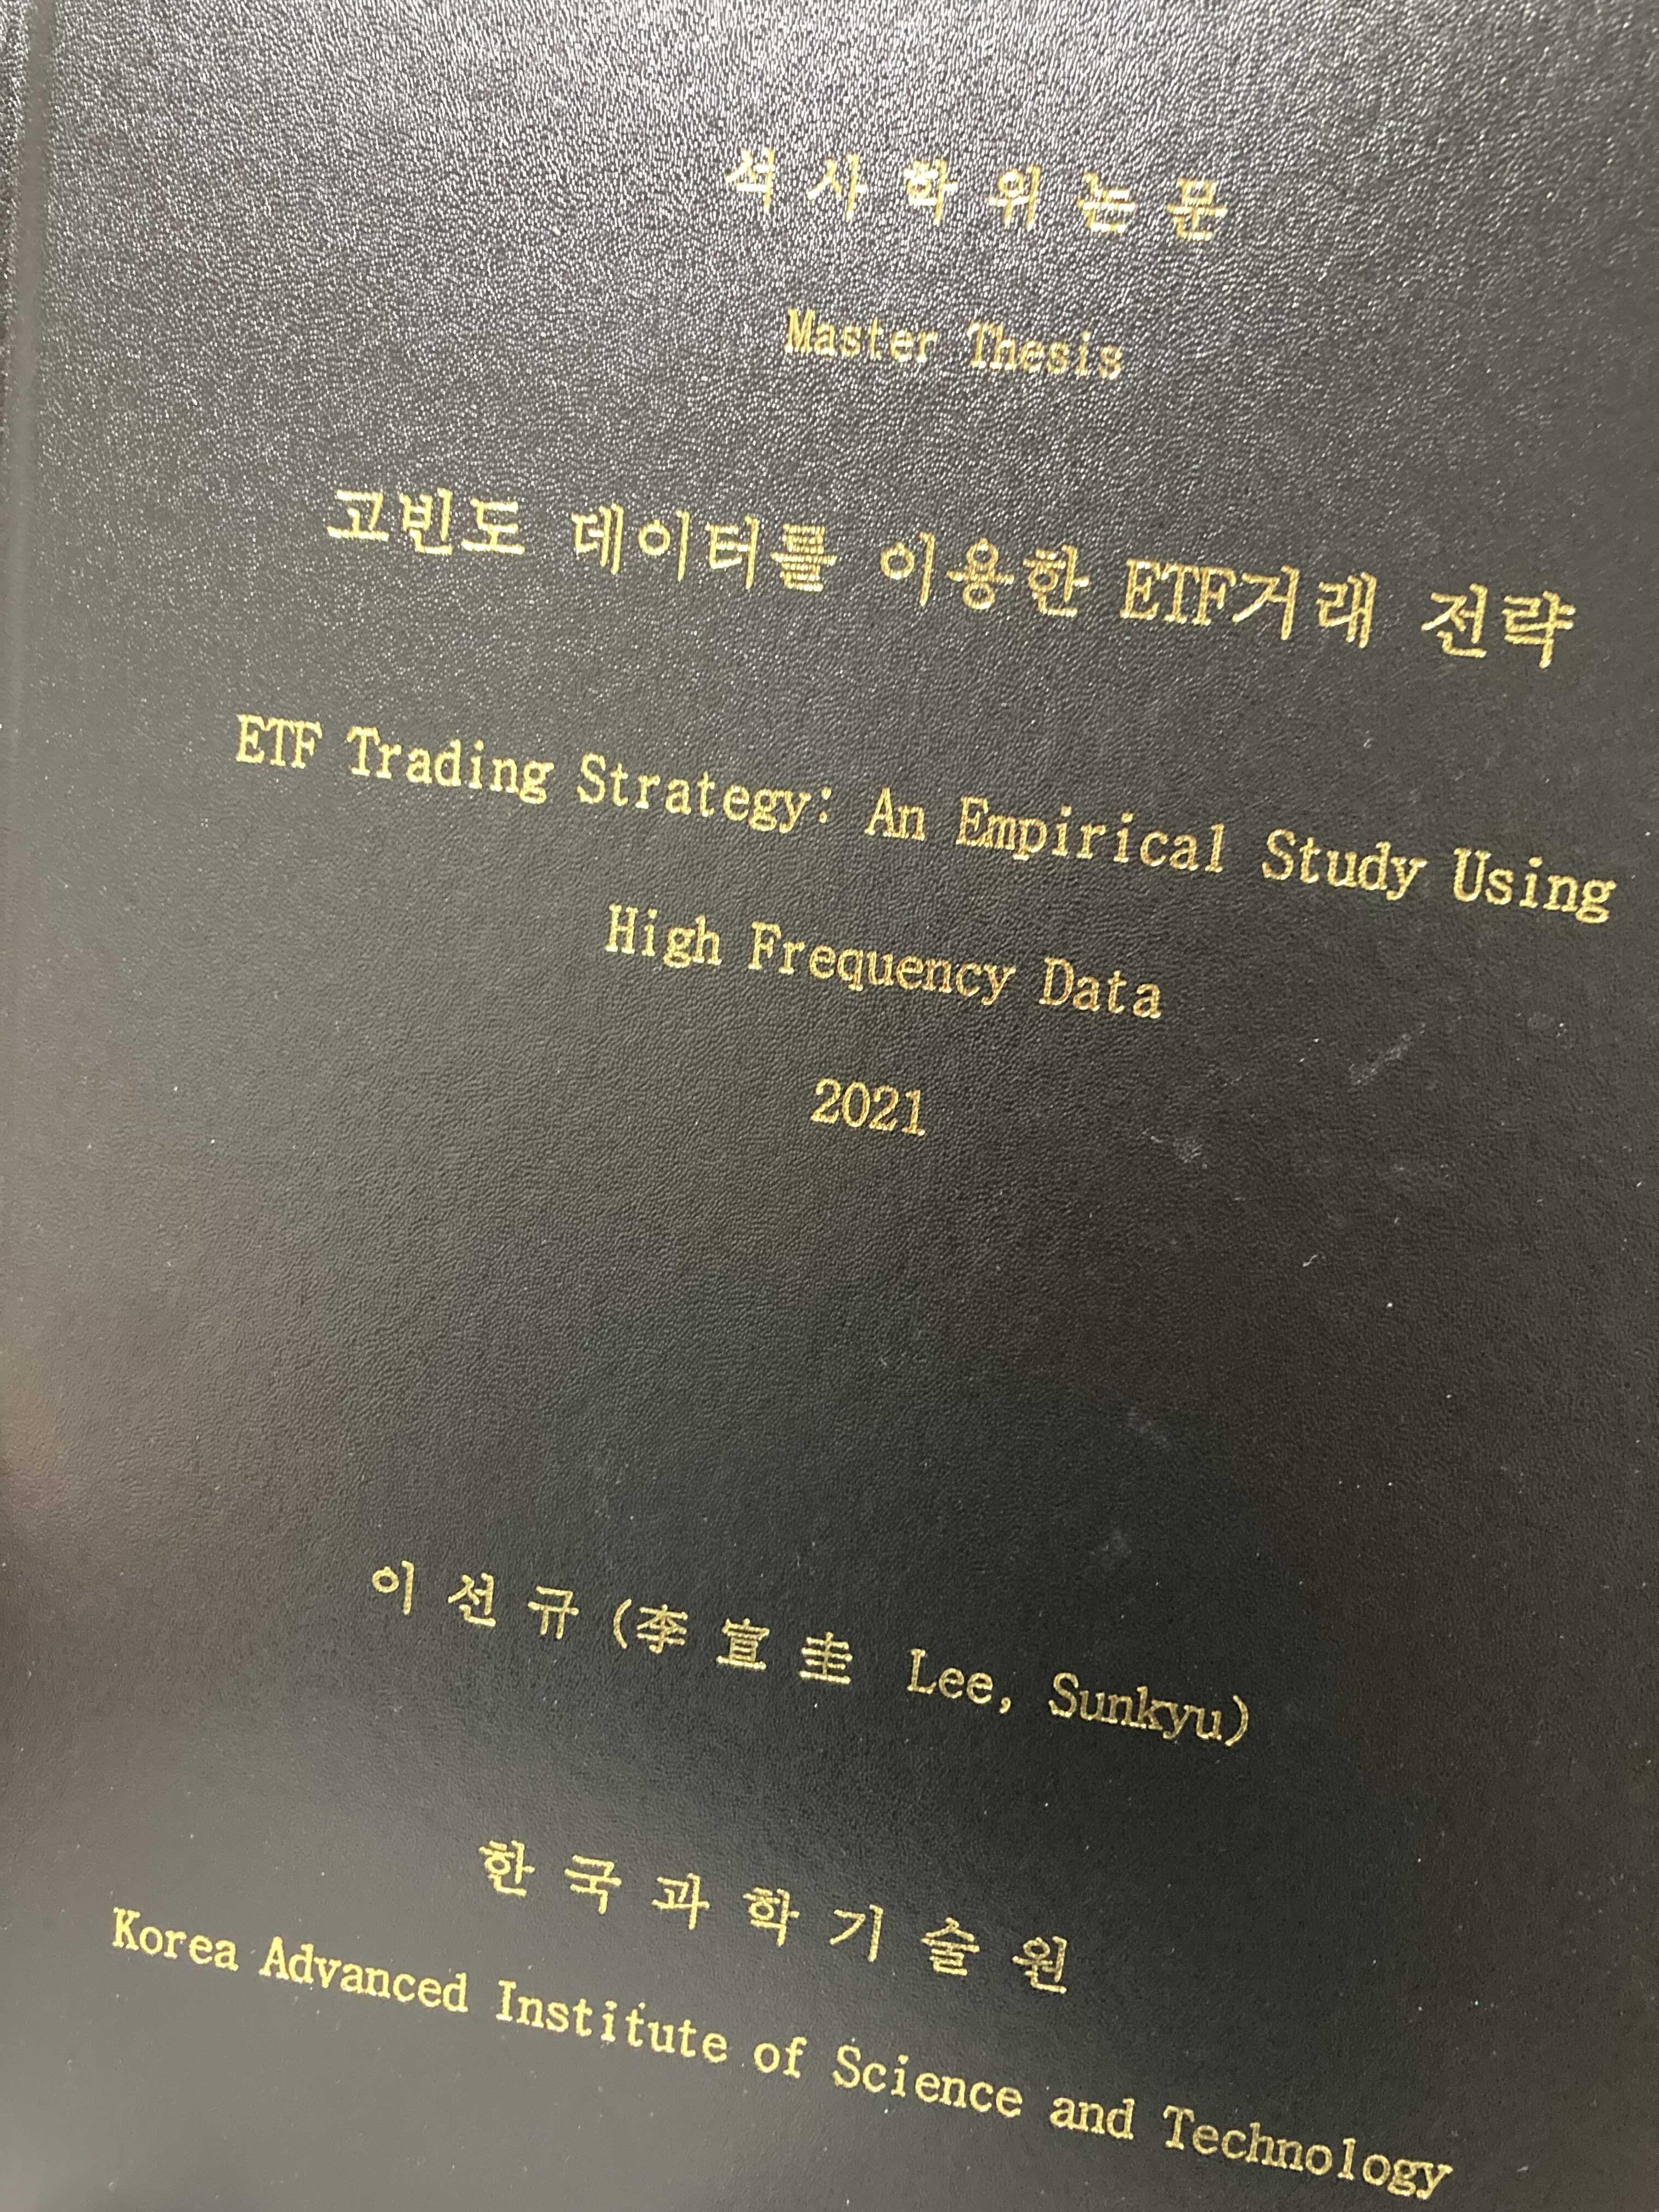 석 사 학 위 논 문
Master Thesis
고빈도 데이터를 이용한 ETF거래 전략
ETF Trading Strategy: An Empirical Study Using
High Frequency Data
2021
이 선 규 (李 宣 圭 Lee, Sunkyu)
한 국 과 학 기 술 원
Korea Advanced Institute of Science and Technology